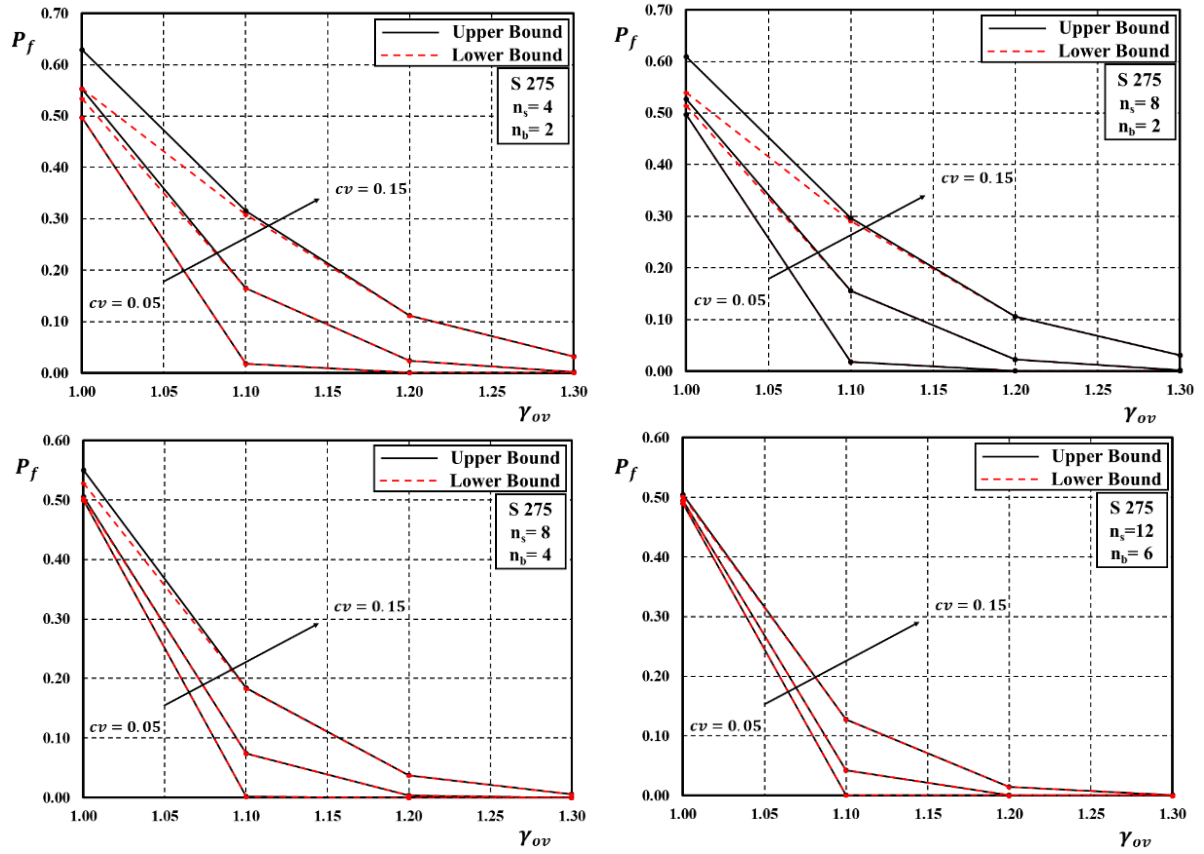 0.70
P_f
0.60
0.50
0.40
0.30
0.20
0.10
0.00
Upper Bound
Lower Bound
S 275
n_s= 4
n_b= 2
cv = 0.15
cv = 0.05
1.00 1.05 1.10 1.15 1.20 1.25 1.30
γ_ov
0.70
P_f
0.60
0.50
0.40
0.30
0.20
0.10
0.00
Upper Bound
Lower Bound
S 275
n_s= 8
n_b= 2
cv = 0.15
cv = 0.05
1.00 1.05 1.10 1.15 1.20 1.25 1.30
γ_ov
0.60
P_f
0.50
0.40
0.30
0.20
0.10
0.00
Upper Bound
Lower Bound
S 275
n_s= 8
n_b= 4
cv = 0.15
cv = 0.05
1.00 1.05 1.10 1.15 1.20 1.25 1.30
γ_ov
0.60
P_f
0.50
0.40
0.30
0.20
0.10
0.00
Upper Bound
Lower Bound
S 275
n_s=12
n_b= 6
cv = 0.15
cv = 0.05
1.00 1.05 1.10 1.15 1.20 1.25 1.30
γ_ov